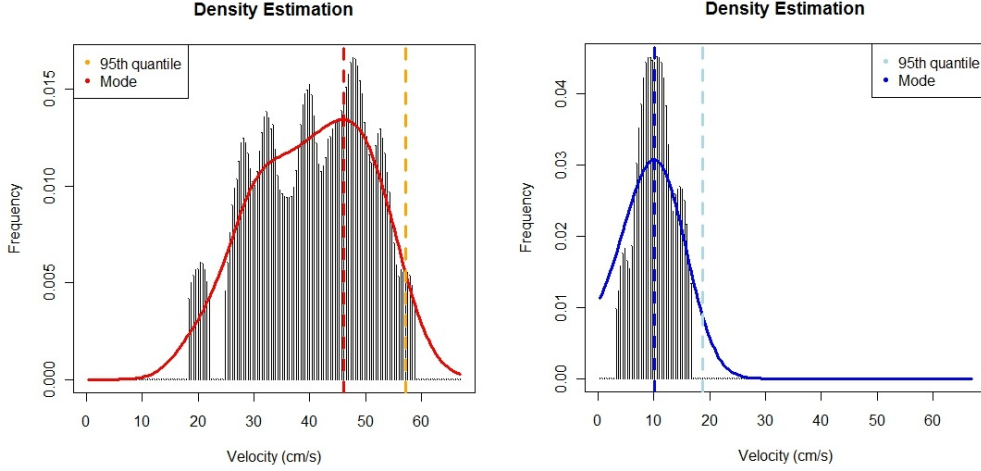 Density Estimation
95th quantile
Mode
Frequency
0.015
0.010
0.005
0.000
0 10 20 30 40 50 60
Velocity (cm/s)
Density Estimation
95th quantile
Mode
Frequency
0.04
0.03
0.02
0.01
0.00
0 10 20 30 40 50 60
Velocity (cm/s)